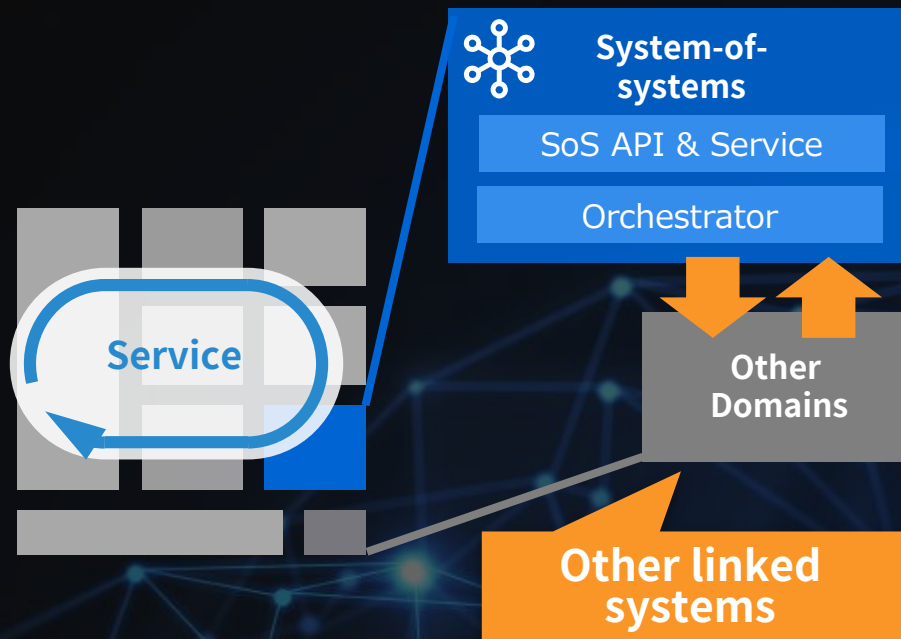 System-of-
systems
SoS API & Service
Orchestrator
Service
Other
Domains
Other linked
systems